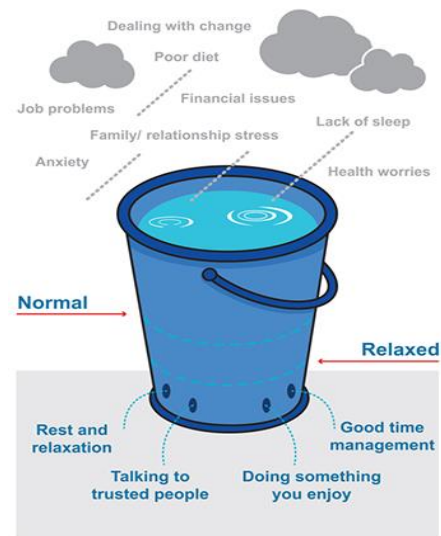 Dealing with change
Poor diet
Financial issues
Job problems
Lack of sleep
Family/ relationship stress
Anxiety
Health worries
Normal
Relaxed
Rest and
relaxation
Talking to
trusted people
Doing something
you enjoy
Good time
management